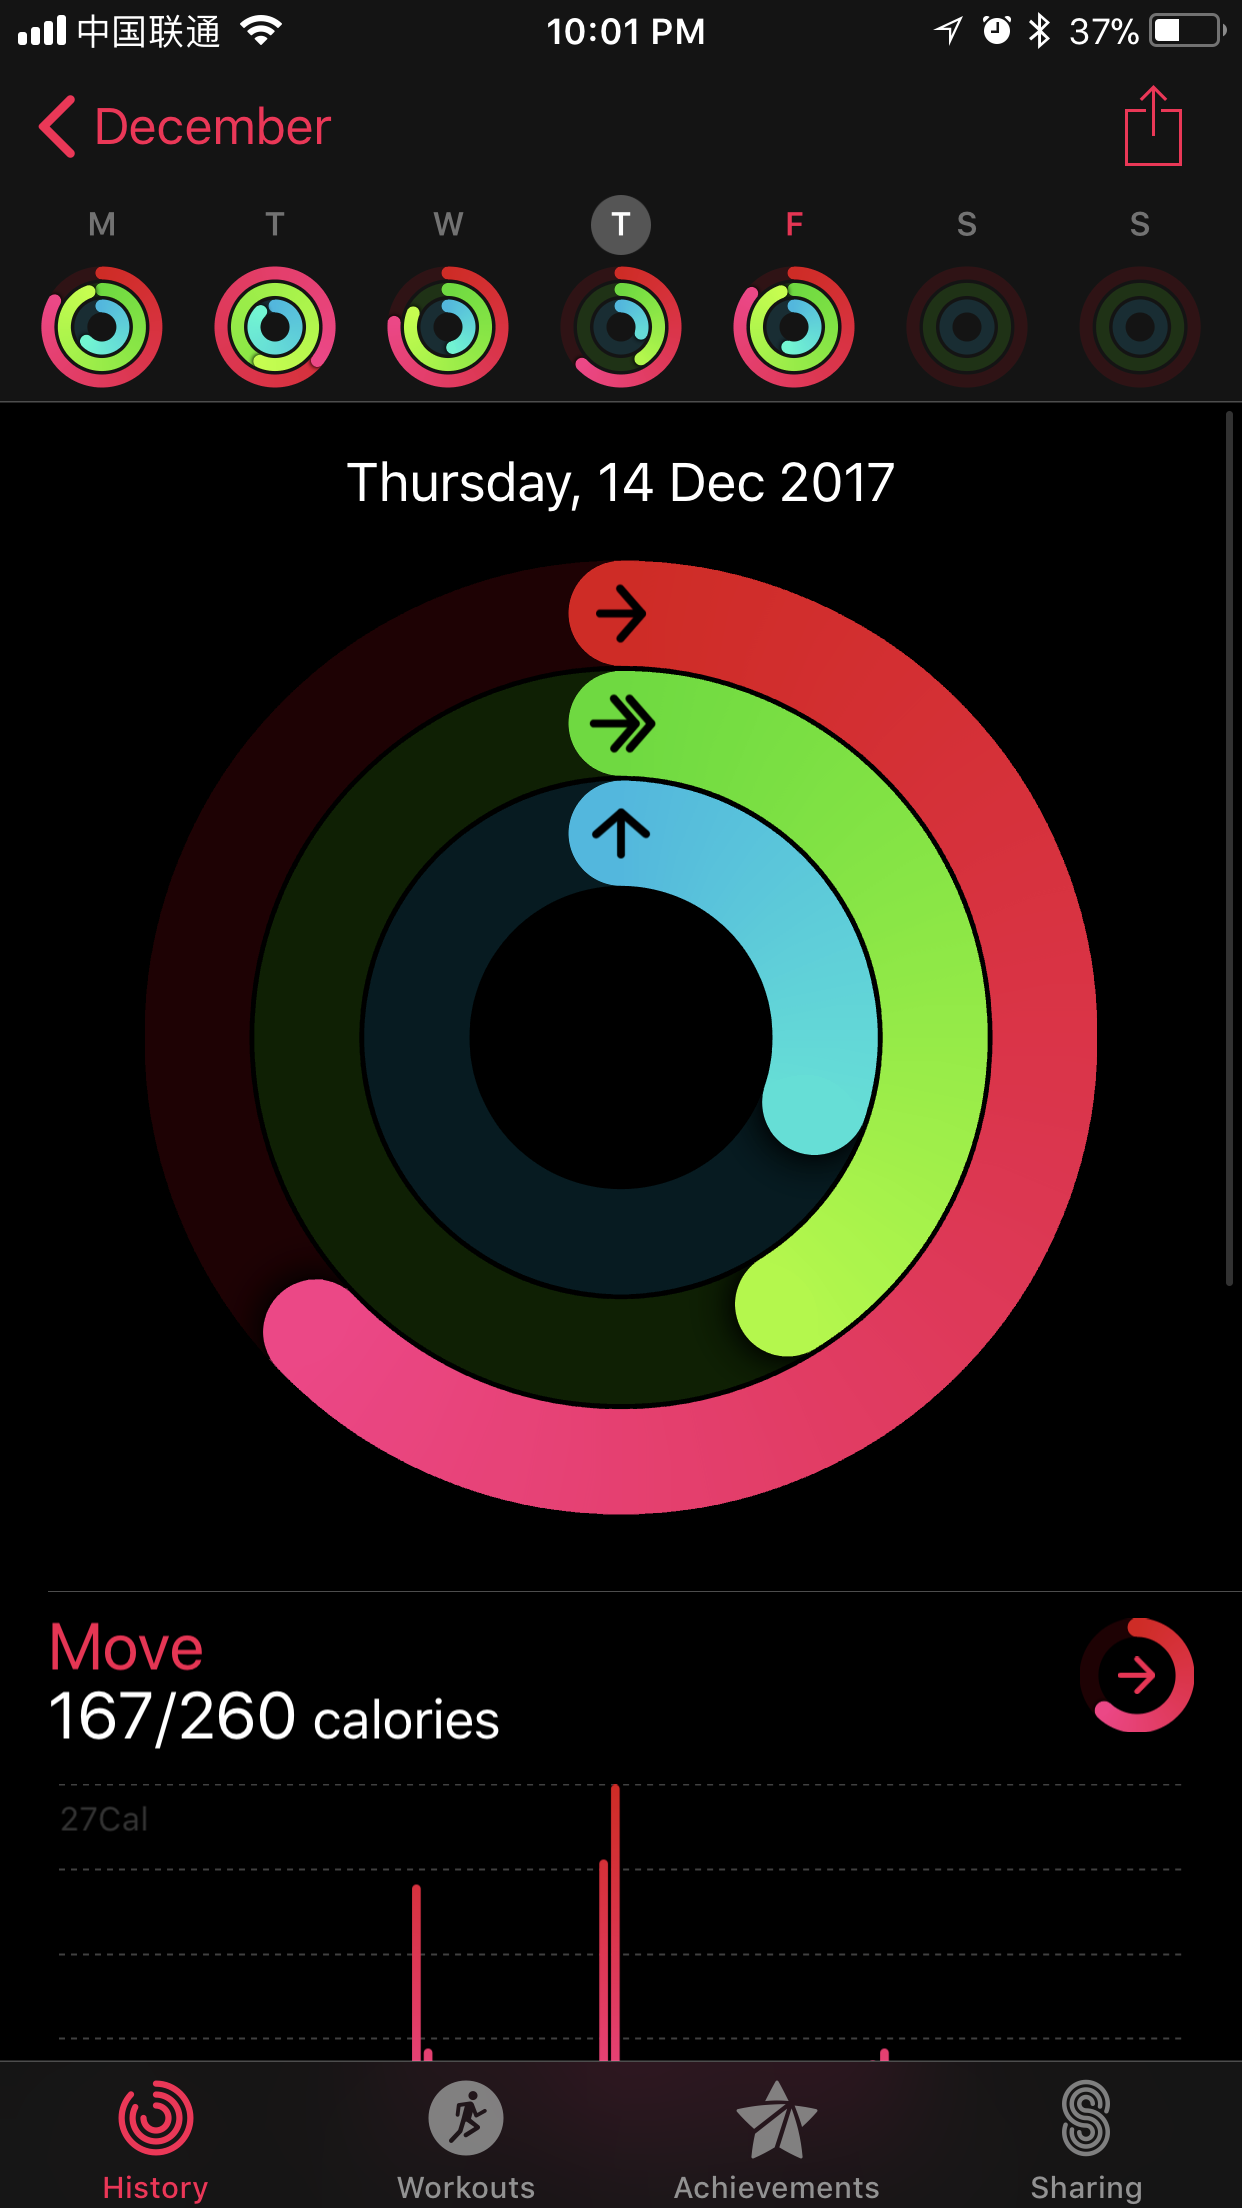 中国联通 10:01 PM 37%
December
M T W T F S S
Thursday, 14 Dec 2017
Move
167/260 calories
27Cal
History Workouts Achievements Sharing